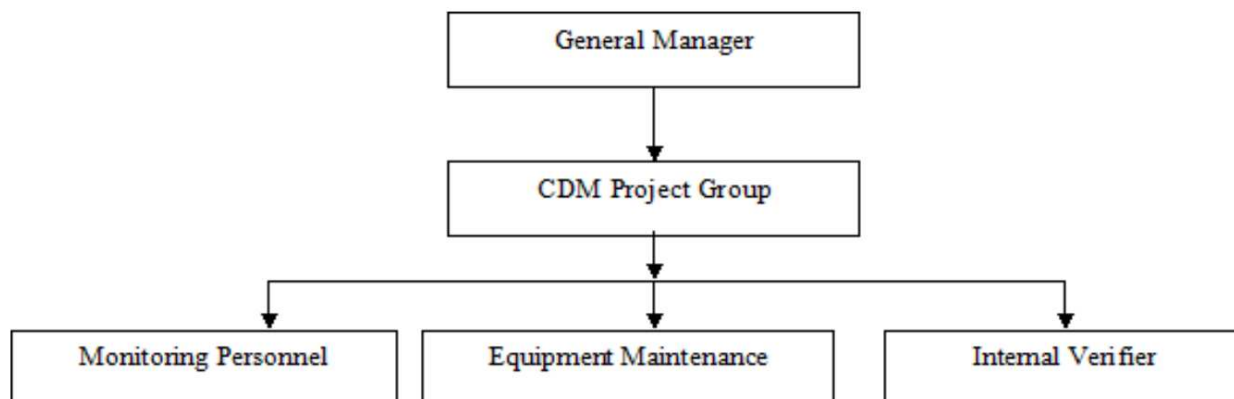 General Manager
CDM Project Group
Monitoring Personnel
Equipment Maintenance
Internal Verifier